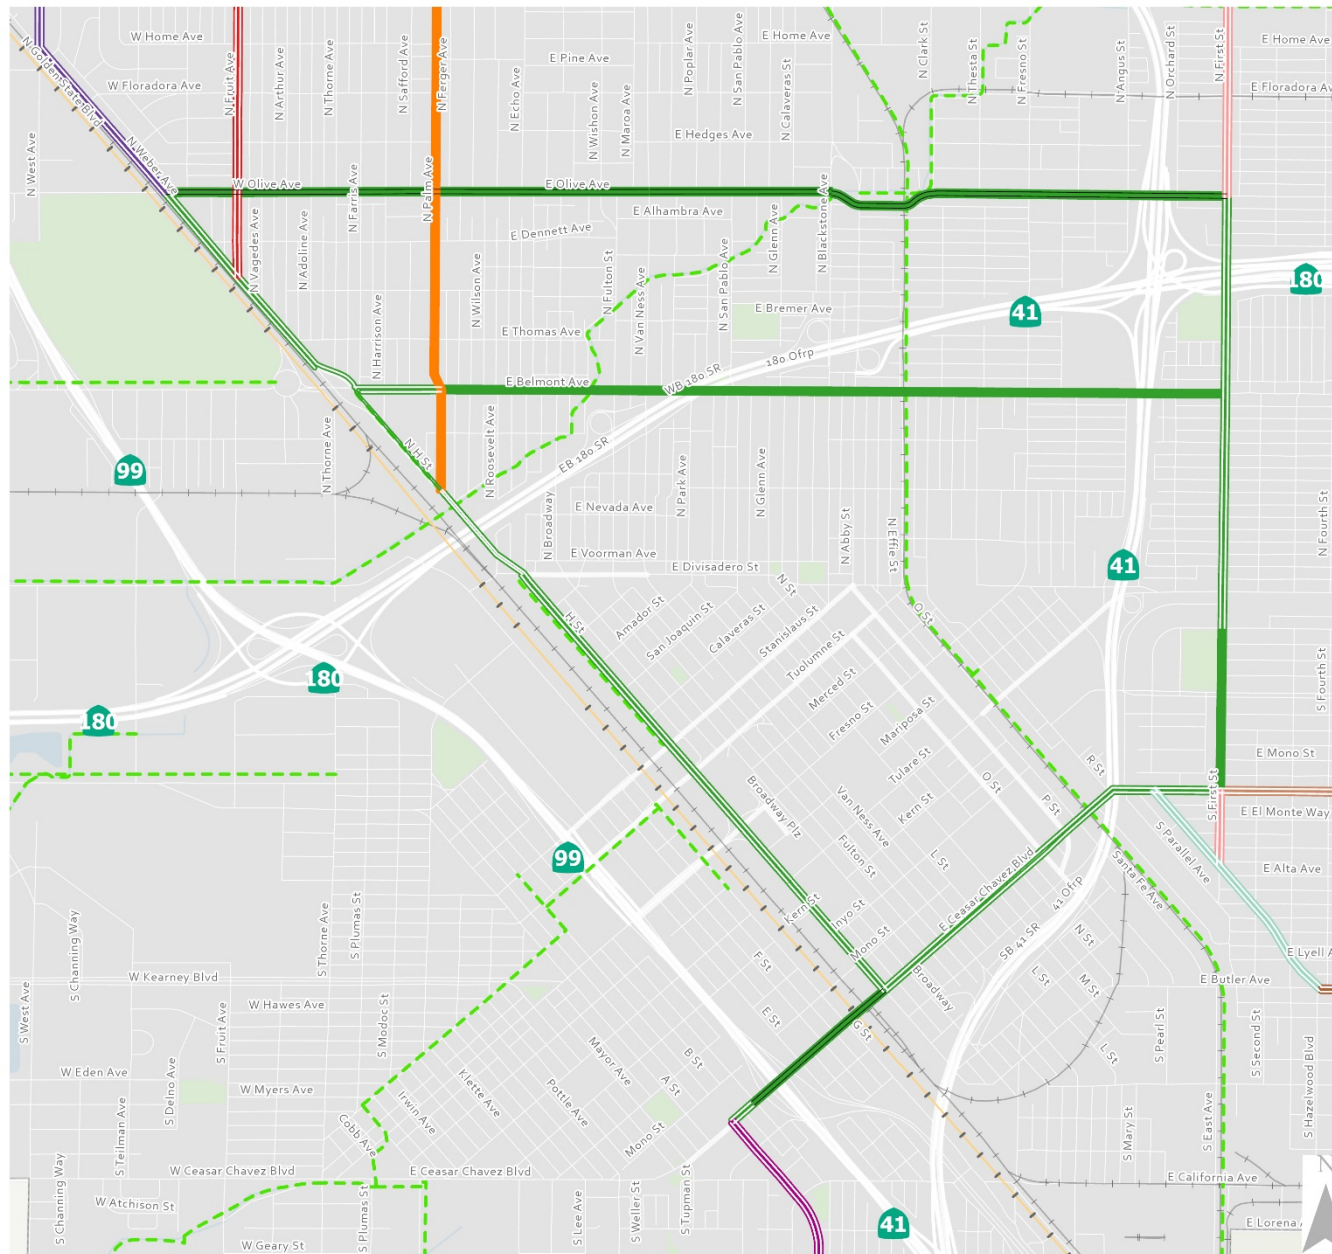 W Home Ave
E Pine Ave
E Home Ave
E Home Ave
N Golden State Blvd
N Fruit Ave
N Arthur Ave
N Thorne Ave
N Safford Ave
N Ferger Ave
N Echo Ave
N Wishon Ave
N Maroa Ave
N Poplar Ave
N San Pablo Ave
N Calaveras St
N Clark St
N Thesta St
N Fresno St
N Angus St
N Orchard St
N First St
W Floradora Ave
E Floradora Av
N West Ave
N Weber Ave
E Hedges Ave
W Olive Ave
E Olive Ave
N Farris Ave
N Palm Ave
N Vagedes Ave
N Adoline Ave
E Alhambra Ave
E Dennett Ave
N Glenn Ave
N Blackstone Ave
N Wilson Ave
N Fulton St
N Van Ness Ave
N San Pablo Ave
N Harrison Ave
E Thomas Ave
E Bremer Ave
41
180
180 Ofrp
WB 180 SR
E Belmont Ave
N H St
N Thorne Ave
99
N Roosevelt Ave
EB 180 SR
N Broadway
E Nevada Ave
N Park Ave
N Glenn Ave
N Abby St
N Effie St
N Fourth St
E Voorman Ave
E Divisadero St
41
N St
O St
H St
Amador St
San Joaquin St
Calaveras St
Stanislaus St
Tuolumne St
Merced St
Fresno St
Mariposa St
Tulare St
Kern St
S Fourth St
180
180
E Mono St
R St
P St
O St
S First St
E El Monte Way
Broadway Plz
Van Ness Ave
Fulton St
L St
S Parallel Ave
99
E Ceasar Chavez Blvd
41 Ofrp
Santa Fe Ave
E Alta Ave
Kern St
Inyo St
Mono St
SB 41 SR
N St
E Lyell A
S Channing Way
S Thorne Ave
S Plumas St
W Kearney Blvd
F St
Broadway
L St
M St
E Butler Ave
S West Ave
S Fruit Ave
W Hawes Ave
S Modoc St
E St
G St
L St
S Pearl St
S Second St
S Hazelwood Blvd
W Eden Ave
S Delno Ave
W Myers Ave
Mayor Ave
B St
A St
Klette Ave
Pottle Ave
Irwin Ave
Cobb Ave
Mono St
S Teilman Ave
S Mary St
S East Ave
W Ceasar Chavez Blvd
E Ceasar Chavez Blvd
E California Ave
S Channing Way
W Atchison St
S Plumas St
S Lee Ave
S Weller St
S Tupman St
41
W Geary St
E Lorena A
N